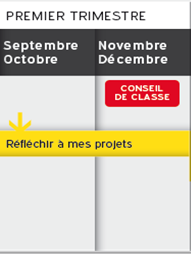 PREMIER TRIMESTRE
Septembre
Octobre
Novembre
Décembre
CONSEIL
DE CLASSE
Réfléchir à mes projets